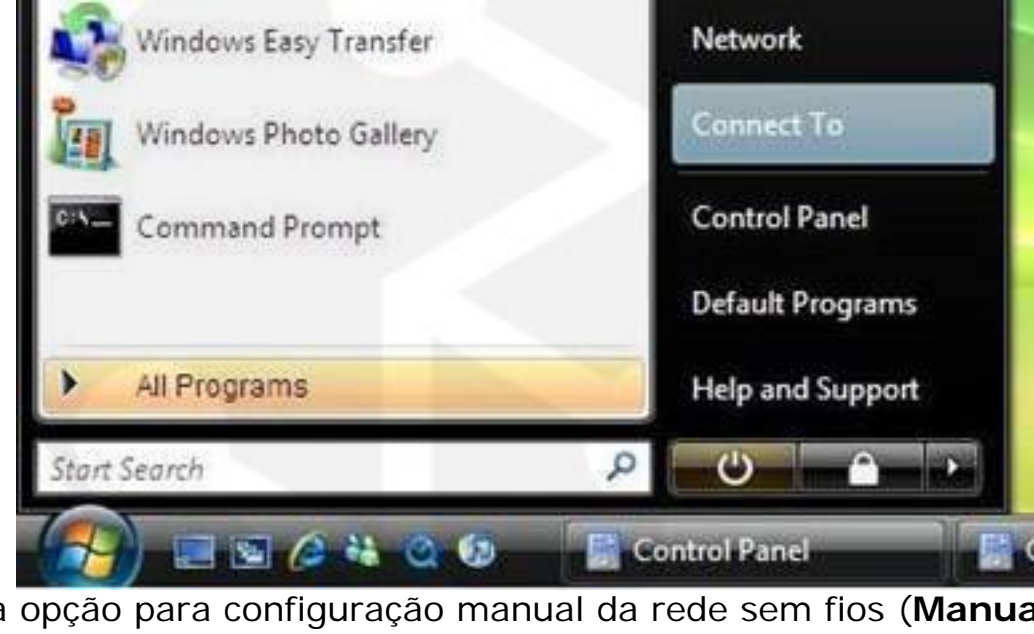 Windows Easy Transfer
Windows Photo Gallery
C:\_
Command Prompt
All Programs
Start Search
Network
Connect To
Control Panel
Default Programs
Help and Support
Control Panel
opção para configuração manual da rede sem fios (